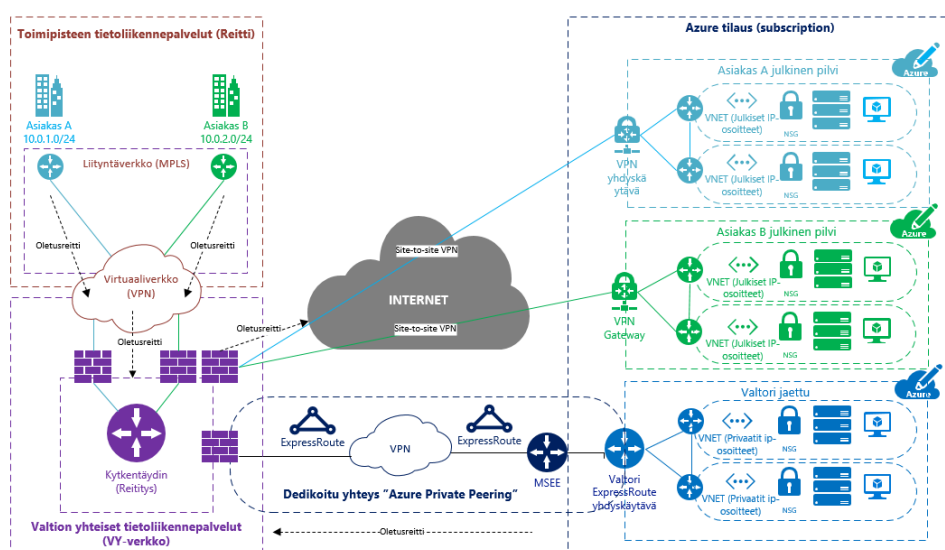 Toimipisteen tietoliikennepalvelut (Reitti)
Asiakas A
10.0.1.0/24
Asiakas B
10.0.2.0/24
Liityntäverkko (MPLS)
Oletusreitti
Oletusreitti
Virtuaaliverkko
(VPN)
Oletusreitti
Oletusreitti
Kytkentäydin
(Reititys)
Valtion yhteiset tietoliikennepalvelut
(VY-verkko)
INTERNET
Site-to-site VPN
Site-to-site VPN
ExpressRoute
VPN
ExpressRoute
MSEE
Dedikoitu yhteys “Azure Private Peering”
Oletusreitti
Azure tilaus (subscription)
Asiakas A julkinen pilvi
Azure
VPN
yhdyskä
ytävä
VNET (Julkiset IP-
osoitteet)
NSG
VNET (Julkiset IP-
osoitteet)
NSG
Asiakas B julkinen pilvi
Azure
VPN
Gateway
VNET (Julkiset IP-
osoitteet)
NSG
VNET (Julkiset IP-
osoitteet)
NSG
Valtori jaettu
Azure
Valtori
ExpressRoute
yhdyskäytävä
VNET (Privaatit ip-
osoitteet)
NSG
VNET (Privaatit ip-
osoitteet)
NSG